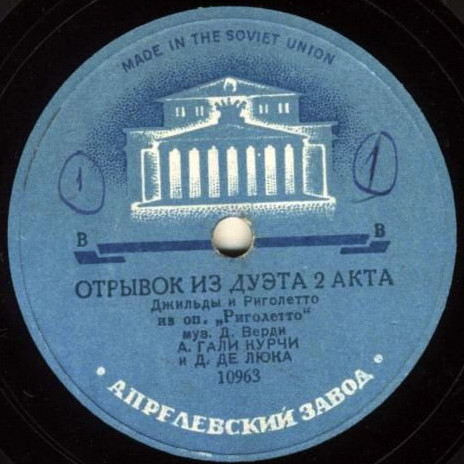 MADE IN THE SOVIET UNION
1 1
В В
ОТРЫВОК ИЗ ДУЭТА 2 АКТА
Джильды и Риголетто
из оп. „Риголетто“
муз. Д. Верди
А. ГАЛИ КУРЧИ
и Д. ДЕ ЛЮКА
10963
• АПРЕЛЕВСКИЙ ЗАВОД •